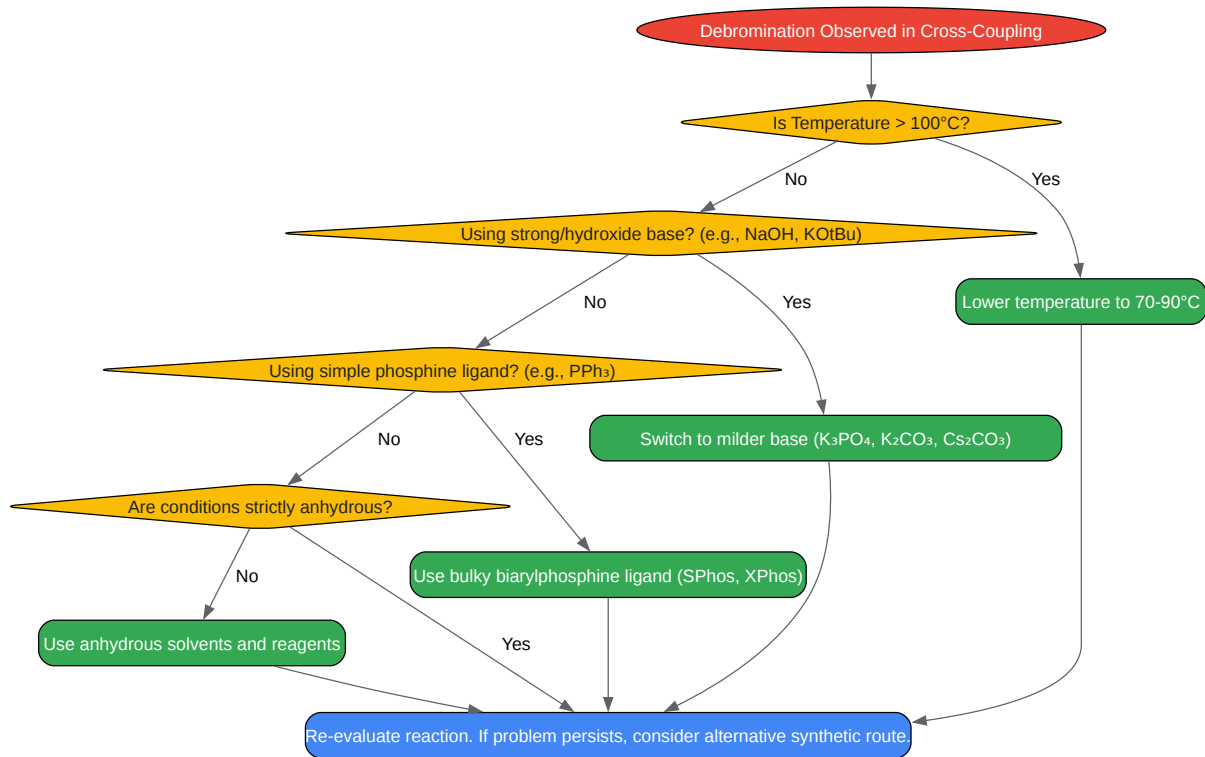 Debromination Observed in Cross-Coupling
Is Temperature > 100°C?
No
Yes
Using strong/hydroxide base? (e.g., NaOH, KOtBu)
Lower temperature to 70-90°C
No
Yes
Using simple phosphine ligand? (e.g., PPh₃)
Switch to milder base (K₃PO₄, K₂CO₃, Cs₂CO₃)
No
Yes
Are conditions strictly anhydrous?
Use bulky biarylphosphine ligand (SPhos, XPhos)
No
Yes
Use anhydrous solvents and reagents
Re-evaluate reaction. If problem persists, consider alternative synthetic route.